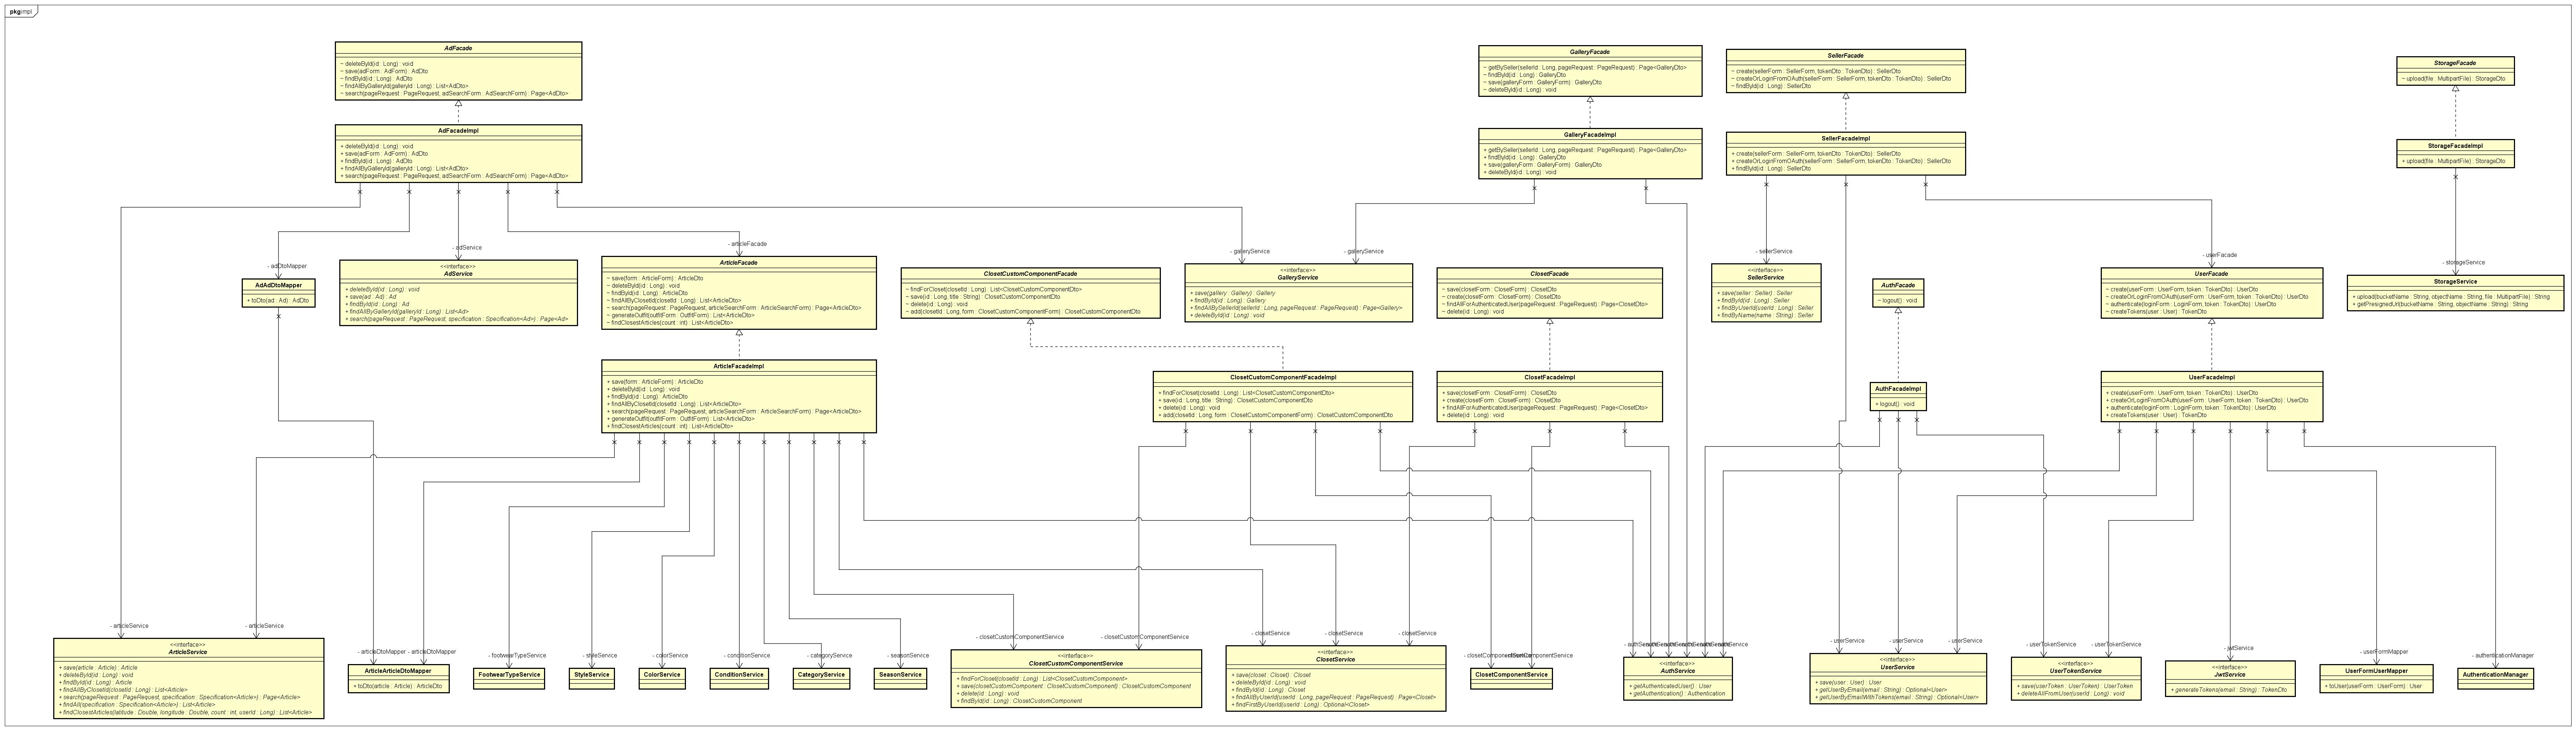 pkg impl
AdFacade
~ deleteById(id : Long) : void
~ save(adForm : AdForm) : AdDto
~ findById(id : Long) : AdDto
~ findAllByGalleryId(galleryId : Long) : List<AdDto>
~ search(pageRequest : PageRequest, adSearchForm : AdSearchForm) : Page<AdDto>
GalleryFacade
~ getBySeller(sellerId : Long, pageRequest : PageRequest) : Page<GalleryDto>
~ findById(id : Long) : GalleryDto
~ save(galleryForm : GalleryForm) : GalleryDto
~ deleteById(id : Long) : void
SellerFacade
~ create(sellerForm : SellerForm, tokenDto : TokenDto) : SellerDto
~ createOrLoginFromOAuth(sellerForm : SellerForm, tokenDto : TokenDto) : SellerDto
~ findById(id : Long) : SellerDto
StorageFacade
~ upload(file : MultipartFile) : StorageDto
AdFacadeImpl
+ deleteById(id : Long) : void
+ save(adForm : AdForm) : AdDto
+ findById(id : Long) : AdDto
+ findAllByGalleryId(galleryId : Long) : List<AdDto>
+ search(pageRequest : PageRequest, adSearchForm : AdSearchForm) : Page<AdDto>
GalleryFacadeImpl
+ getBySeller(sellerId : Long, pageRequest : PageRequest) : Page<GalleryDto>
+ findById(id : Long) : GalleryDto
+ save(galleryForm : GalleryForm) : GalleryDto
+ deleteById(id : Long) : void
SellerFacadeImpl
+ create(sellerForm : SellerForm, tokenDto : TokenDto) : SellerDto
+ createOrLoginFromOAuth(sellerForm : SellerForm, tokenDto : TokenDto) : SellerDto
+ findById(id : Long) : SellerDto
StorageFacadeImpl
+ upload(file : MultipartFile) : StorageDto
- adDtoMapper
- adService
- articleFacade
- galleryService
- galleryService
- sellerService
- userFacade
- storageService
AdAdDtoMapper
+ toDto(ad : Ad) : AdDto
<<interface>>
AdService
+ deleteById(id : Long) : void
+ save(ad : Ad) : Ad
+ findById(id : Long) : Ad
+ findAllByGalleryId(galleryId : Long) : List<Ad>
+ search(pageRequest : PageRequest, specification : Specification<Ad>) : Page<Ad>
ArticleFacade
~ save(form : ArticleForm) : ArticleDto
~ deleteById(id : Long) : void
~ findById(id : Long) : ArticleDto
~ findAllByClosetId(closetId : Long) : List<ArticleDto>
~ search(pageRequest : PageRequest, articleSearchForm : ArticleSearchForm) : Page<ArticleDto>
~ generateOutfit(outfitForm : OutfitForm) : List<ArticleDto>
~ findClosestArticles(count : int) : List<ArticleDto>
ClosetCustomComponentFacade
~ findForCloset(closetId : Long) : List<ClosetCustomComponentDto>
~ save(id : Long, title : String) : ClosetCustomComponentDto
~ delete(id : Long) : void
~ add(closetId : Long, form : ClosetCustomComponentForm) : ClosetCustomComponentDto
<<interface>>
GalleryService
+ save(gallery : Gallery) : Gallery
+ findById(id : Long) : Gallery
+ findAllBySellerId(sellerId : Long, pageRequest : PageRequest) : Page<Gallery>
+ deleteById(id : Long) : void
ClosetFacade
~ save(closetForm : ClosetForm) : ClosetDto
~ create(closetForm : ClosetForm) : ClosetDto
~ findAllForAuthenticatedUser(pageRequest : PageRequest) : Page<ClosetDto>
~ delete(id : Long) : void
<<interface>>
SellerService
+ save(seller : Seller) : Seller
+ findById(id : Long) : Seller
+ findByUserId(userId : Long) : Seller
+ findByName(name : String) : Seller
AuthFacade
~ logout() : void
UserFacade
~ create(userForm : UserForm, token : TokenDto) : UserDto
~ createOrLoginFromOAuth(userForm : UserForm, token : TokenDto) : UserDto
~ authenticate(loginForm : LoginForm, token : TokenDto) : UserDto
~ createTokens(user : User) : TokenDto
StorageService
+ upload(bucketName : String, objectName : String, file : MultipartFile) : String
+ getPresignedUrl(bucketName : String, objectName : String) : String
ArticleFacadeImpl
+ save(form : ArticleForm) : ArticleDto
+ deleteById(id : Long) : void
+ findById(id : Long) : ArticleDto
+ findAllByClosetId(closetId : Long) : List<ArticleDto>
+ search(pageRequest : PageRequest, articleSearchForm : ArticleSearchForm) : Page<ArticleDto>
+ generateOutfit(outfitForm : OutfitForm) : List<ArticleDto>
+ findClosestArticles(count : int) : List<ArticleDto>
ClosetCustomComponentFacadeImpl
+ findForCloset(closetId : Long) : List<ClosetCustomComponentDto>
+ save(id : Long, title : String) : ClosetCustomComponentDto
+ delete(id : Long) : void
+ add(closetId : Long, form : ClosetCustomComponentForm) : ClosetCustomComponentDto
ClosetFacadeImpl
+ save(closetForm : ClosetForm) : ClosetDto
+ create(closetForm : ClosetForm) : ClosetDto
+ findAllForAuthenticatedUser(pageRequest : PageRequest) : Page<ClosetDto>
+ delete(id : Long) : void
AuthFacadeImpl
+ logout() : void
UserFacadeImpl
+ create(userForm : UserForm, token : TokenDto) : UserDto
+ createOrLoginFromOAuth(userForm : UserForm, token : TokenDto) : UserDto
+ authenticate(loginForm : LoginForm, token : TokenDto) : UserDto
+ createTokens(user : User) : TokenDto
- articleService
- articleService
- articleDtoMapper
- articleDtoMapper
- footwearTypeService
- styleService
- colorService
- conditionService
- categoryService
- seasonService
- closetCustomComponentService
- closetCustomComponentService
- closetService
- closetService
- closetService
- closetComponentService
- userService
- userService
- userService
- userTokenService
- userTokenService
- jwtService
- userFormMapper
- authenticationManager
<<interface>>
ArticleService
+ save(article : Article) : Article
+ deleteById(id : Long) : void
+ findById(id : Long) : Article
+ findAllByClosetId(closetId : Long) : List<Article>
+ search(pageRequest : PageRequest, specification : Specification<Article>) : Page<Article>
+ findAll(specification : Specification<Article>) : List<Article>
+ findClosestArticles(latitude : Double, longitude : Double, count : int, userId : Long) : List<Article>
ArticleArticleDtoMapper
+ toDto(article : Article) : ArticleDto
FootwearTypeService
StyleService
ColorService
ConditionService
CategoryService
SeasonService
<<interface>>
ClosetCustomComponentService
+ findForCloset(closetId : Long) : List<ClosetCustomComponent>
+ save(closetCustomComponent : ClosetCustomComponent) : ClosetCustomComponent
+ delete(id : Long) : void
+ findById(id : Long) : ClosetCustomComponent
<<interface>>
ClosetService
+ save(closet : Closet) : Closet
+ deleteById(id : Long) : void
+ findById(id : Long) : Closet
+ findAllByUserId(userId : Long, pageRequest : PageRequest) : Page<Closet>
+ findFirstByUserId(userId : Long) : Optional<Closet>
ClosetComponentService
<<interface>>
AuthService
+ getAuthenticatedUser() : User
+ getAuthentication() : Authentication
<<interface>>
UserService
+ save(user : User) : User
+ getUserByEmail(email : String) : Optional<User>
+ getUserByEmailWithTokens(email : String) : Optional<User>
<<interface>>
UserTokenService
+ save(userToken : UserToken) : UserToken
+ deleteAllFromUser(userId : Long) : void
<<interface>>
JwtService
+ generateTokens(email : String) : TokenDto
UserFormUserMapper
+ toUser(userForm : UserForm) : User
AuthenticationManager